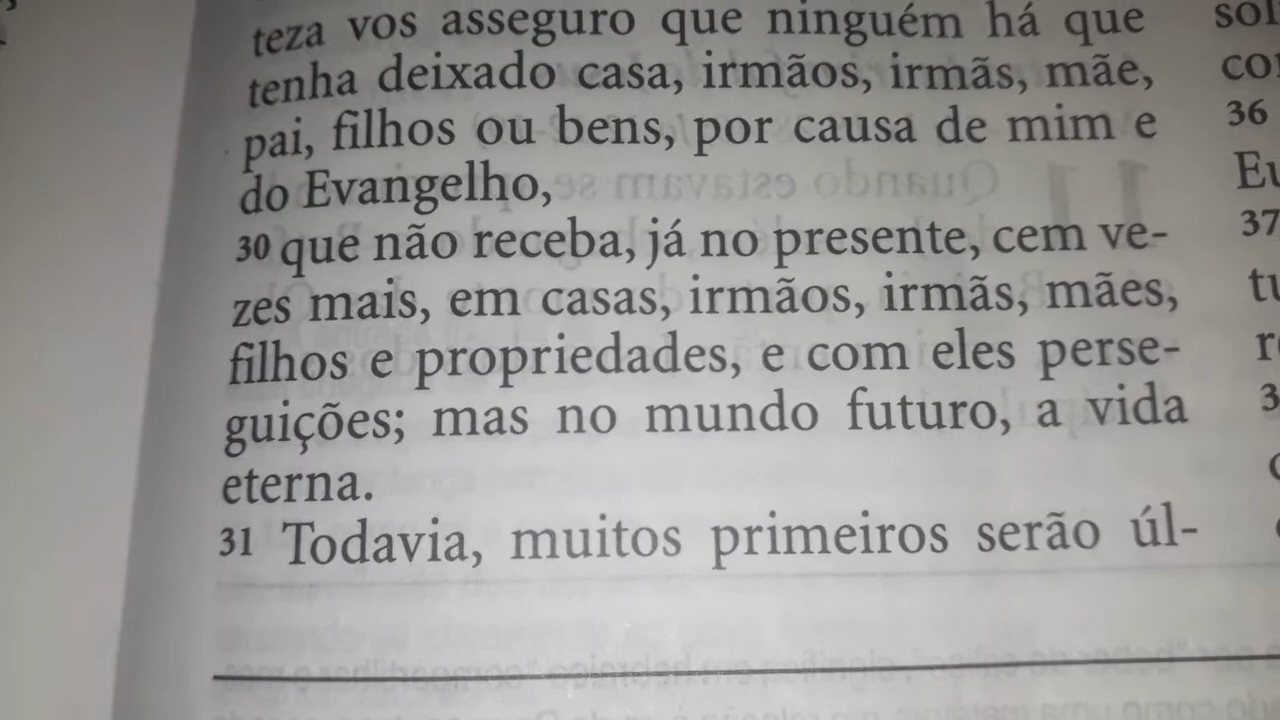 teza vos asseguro que ninguém há que
tenha deixado casa, irmãos, irmãs, mãe,
pai, filhos ou bens, por causa de mim e
do Evangelho,
30 que não receba, já no presente, cem ve-
zes mais, em casas, irmãos, irmãs, mães,
filhos e propriedades, e com eles perse-
guições; mas no mundo futuro, a vida
eterna.
31 Todavia, muitos primeiros serão úl-
36
37